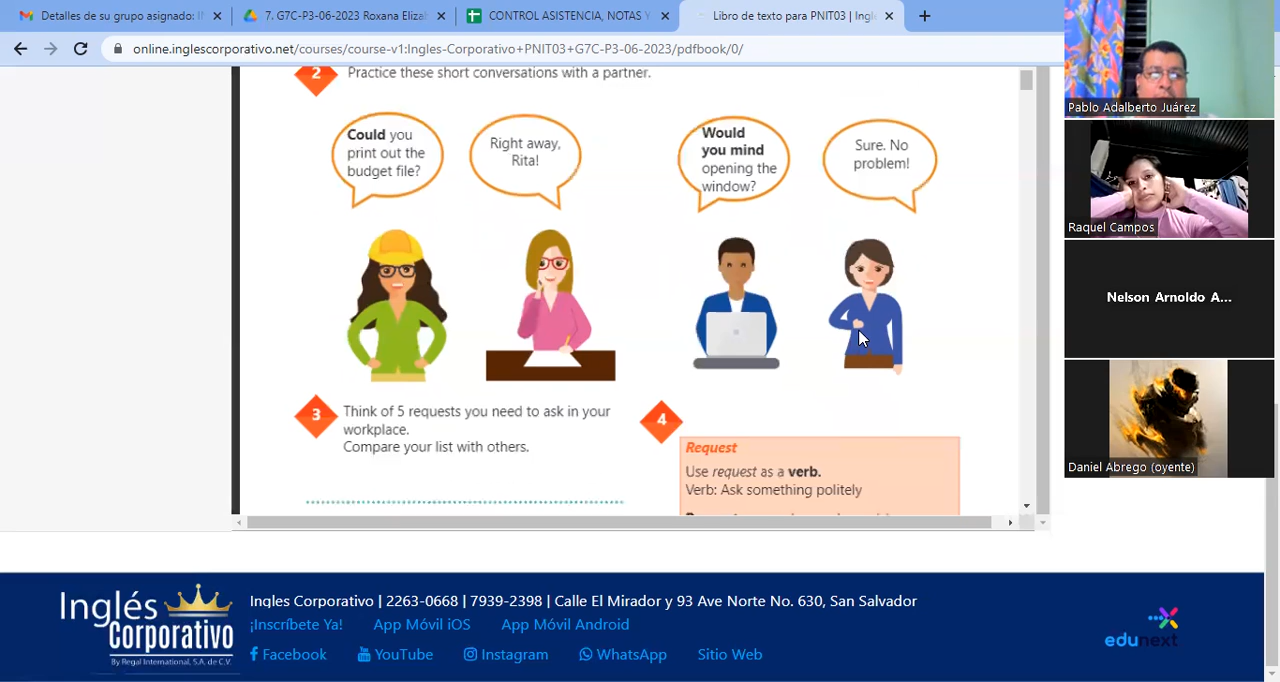 Detalles de su grupo asignado: I
7. G7C-P3-06-2023 Roxana Eliza
CONTROL ASISTENCIA, NOTAS Y
Libro de texto para PNIT03 | Ingl
online.inglescorporativo.net/courses/course-v1:Ingles-Corporativo+PNIT03+G7C-P3-06-2023/pdfbook/0/
2 Practice these short conversations with a partner.
Could you
print out the
budget file?
Right away,
Rita!
Would
you mind
opening the
window?
Sure. No
problem!
3 Think of 5 requests you need to ask in your
workplace.
Compare your list with others.
4
Request
Use request as a verb.
Verb: Ask something politely
Pablo Adalberto Juárez
Raquel Campos
Nelson Arnoldo A...
Daniel Abrego (oyente)
Inglés
Corporativo
By Regal International, S.A. de C.V.
Ingles Corporativo | 2263-0668 | 7939-2398 | Calle El Mirador y 93 Ave Norte No. 630, San Salvador
¡Inscríbete Ya! App Móvil iOS App Móvil Android
Facebook YouTube Instagram WhatsApp Sitio Web
edunext